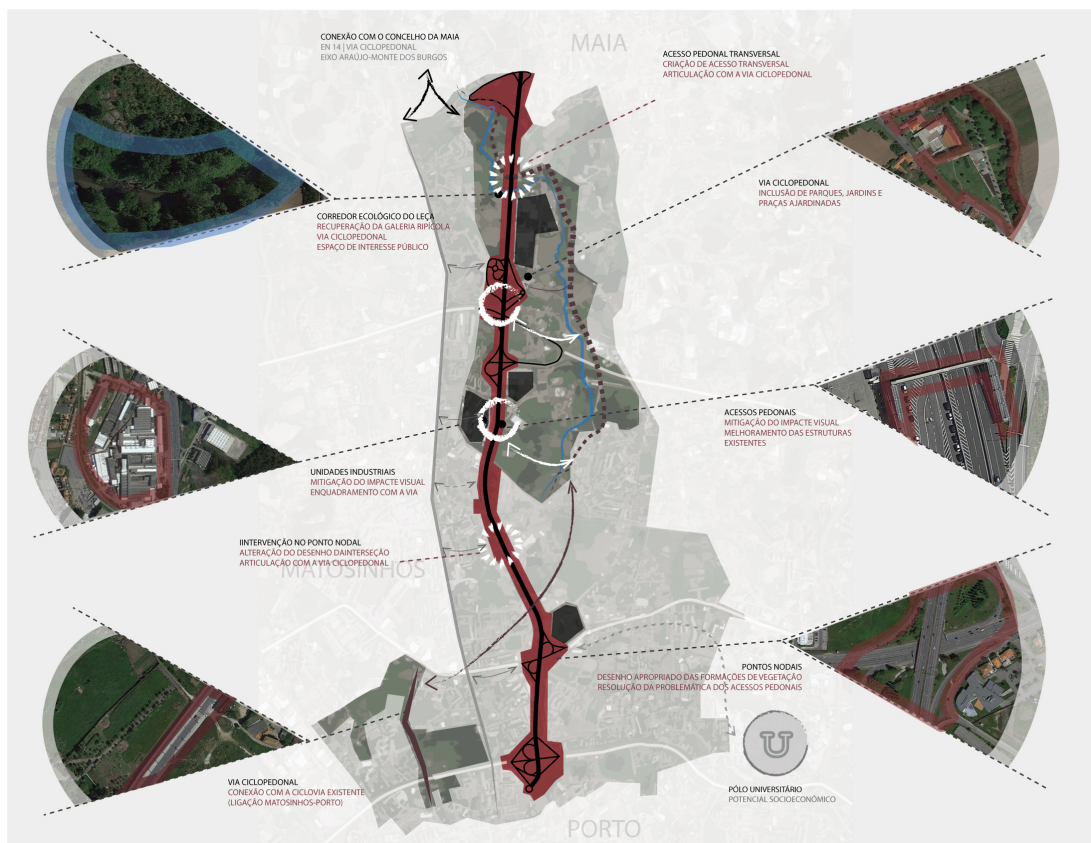 CONEXÃO COM O CONCELHO DA MAIA
EN 14 | VIA CICLOPEDONAL
EIXO ARAÚJO-MONTE DOS BURGOS
MAIA
ACESSO PEDONAL TRANSVERSAL
CRIAÇÃO DE ACESSO TRANSVERSAL
ARTICULAÇÃO COM A VIA CICLOPEDONAL
VIA CICLOPEDONAL
INCLUSÃO DE PARQUES, JARDINS E
PRAÇAS AJARDINADAS
CORREDOR ECOLÓGICO DO LEÇA
RECUPERAÇÃO DA GALERIA RIPÍCOLA
VIA CICLOPEDONAL
ESPAÇO DE INTERESSE PÚBLICO
ACESSOS PEDONAIS
MITIGAÇÃO DO IMPACTE VISUAL
MELHORAMENTO DAS ESTRUTURAS
EXISTENTES
UNIDADES INDUSTRIAIS
MITIGAÇÃO DO IMPACTE VISUAL
ENQUADRAMENTO COM A VIA
IINTERVENÇÃO NO PONTO NODAL
ALTERAÇÃO DO DESENHO DAINTERSEÇÃO
ARTICULAÇÃO COM A VIA CICLOPEDONAL
MATOSINHOS
PONTOS NODAIS
DESENHO APROPRIADO DAS FORMAÇÕES DE VEGETAÇÃO
RESOLUÇÃO DA PROBLEMÁTICA DOS ACESSOS PEDONAIS
U
VIA CICLOPEDONAL
CONEXÃO COM A CICLOVIA EXISTENTE
(LIGAÇÃO MATOSINHOS-PORTO)
PÓLO UNIVERSITÁRIO
POTENCIAL SOCIOECONÓMICO
PORTO